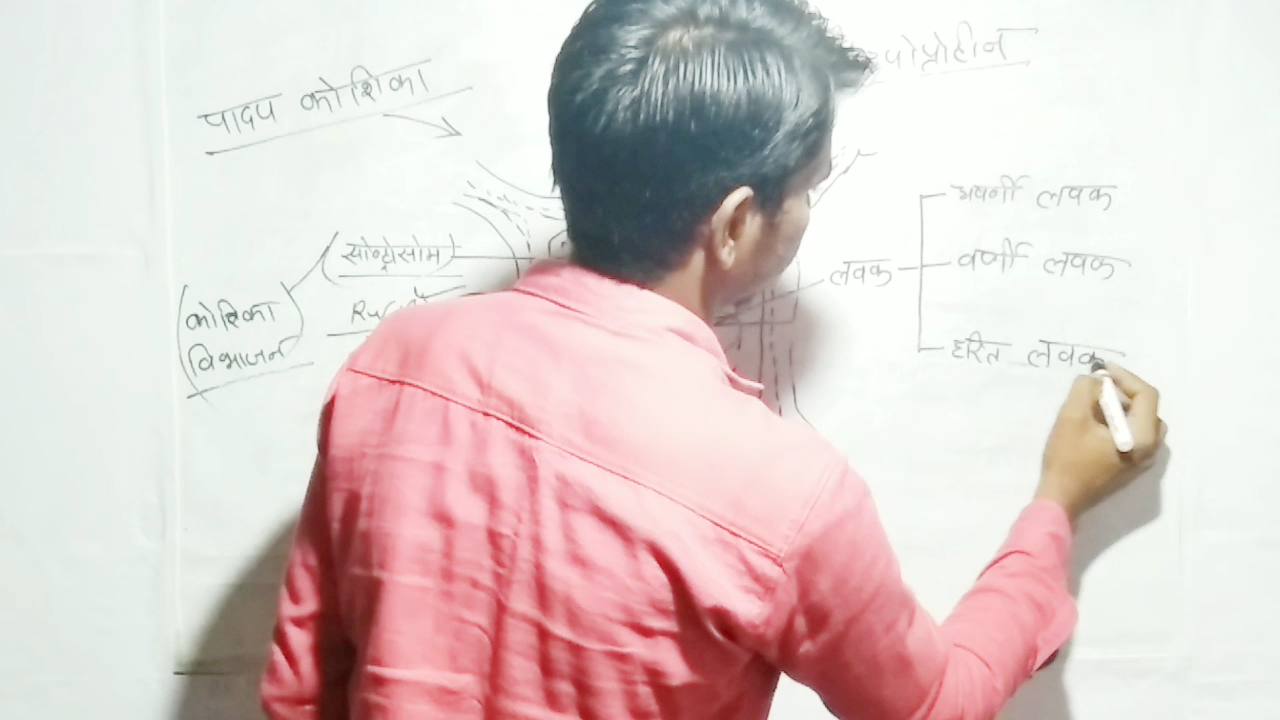 पादप कोशिका
अवर्णी लवक
सेन्ट्रोसोम
लवक
वर्णी लवक
कोशिका
विभाजन
हरित लवक